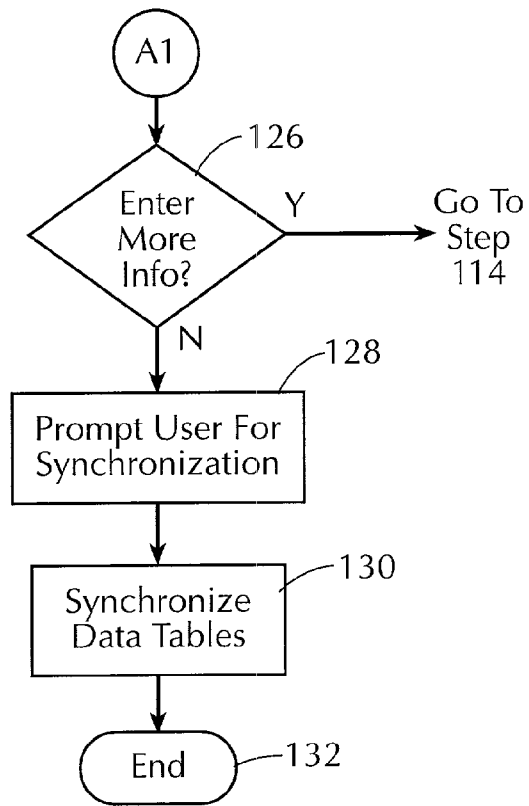 A1
126
Enter
More
Info?
Y
Go To
Step
114
N
128
Prompt User For
Synchronization
130
Synchronize
Data Tables
End
132